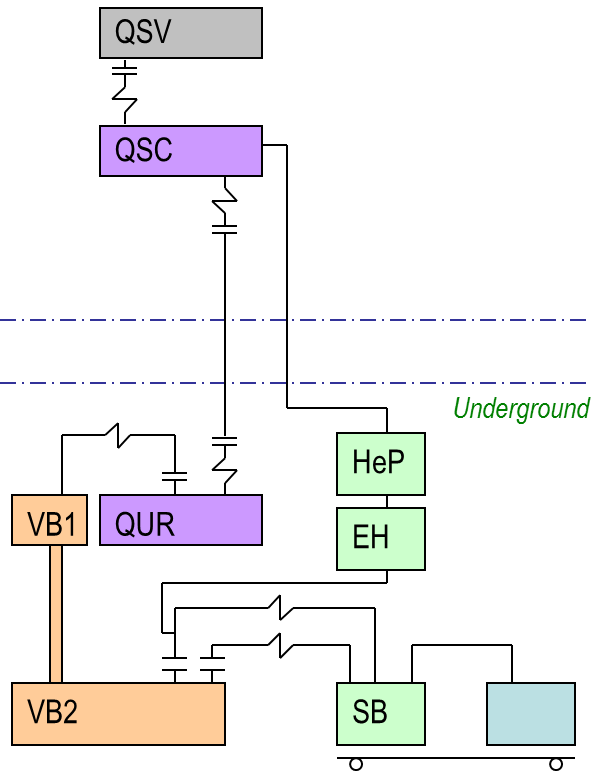 QSV
QSC
Underground
HeP
VB1
QUR
EH
VB2
SB